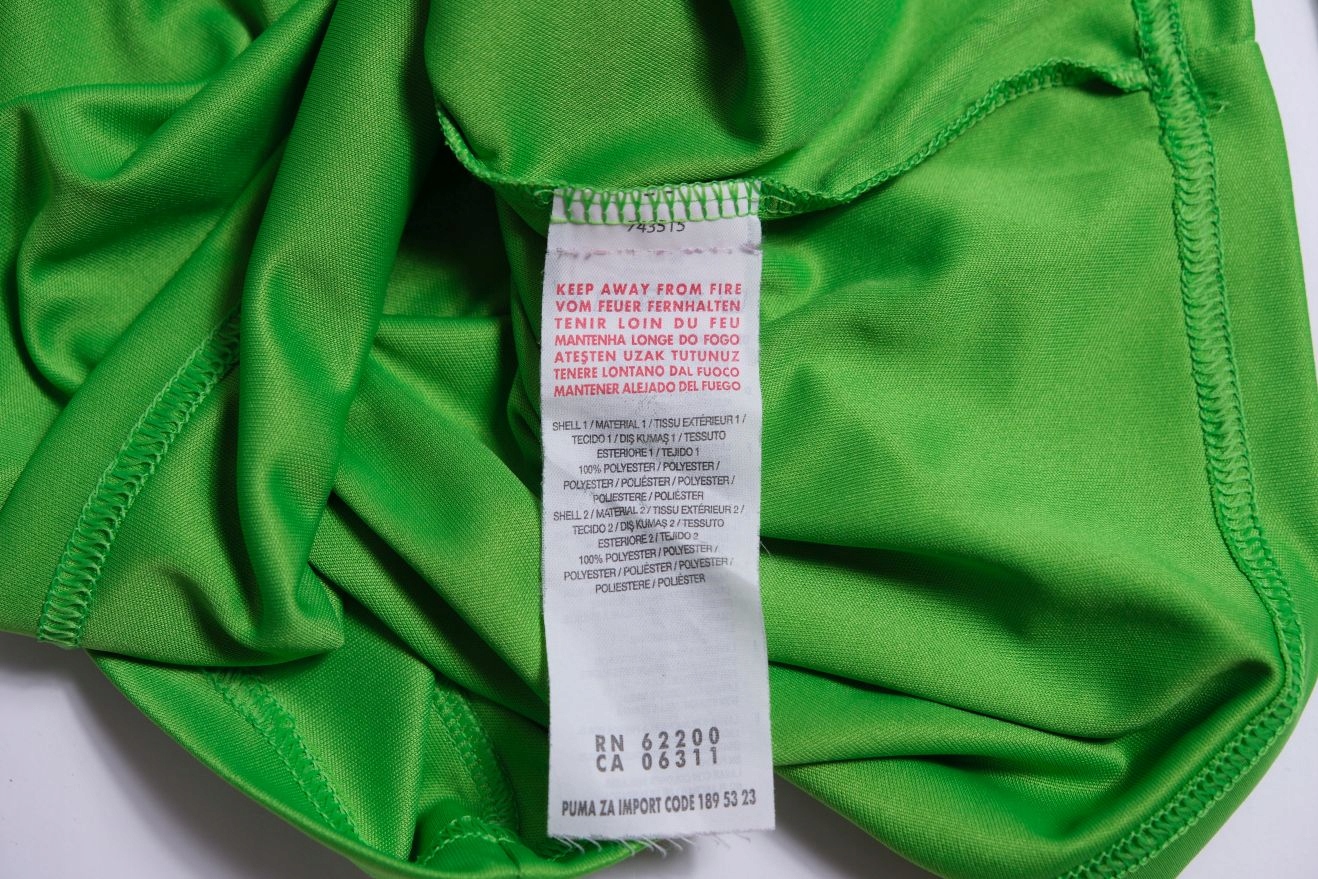 743515
KEEP AWAY FROM FIRE
VOM FEUER FERNHALTEN
TENIR LOIN DU FEU
MANTENHA LONGE DO FOGO
ATEŞTEN UZAK TUTUNUZ
TENERE LONTANO DAL FUOCO
MANTENER ALEJADO DEL FUEGO
SHELL 1 / MATERIAL 1 / TISSU EXTÉRIEUR 1 /
TECIDO 1 / DIŞ KUMAŞ 1 / TESSUTO
ESTERIORE 1 / TEJIDO 1
100% POLYESTER / POLYESTER /
POLYESTER / POLIÉSTER / POLYESTER /
POLIESTERE / POLIÉSTER
SHELL 2 / MATERIAL 2 / TISSU EXTÉRIEUR 2 /
TECIDO 2 / DIŞ KUMAŞ 2 / TESSUTO
ESTERIORE 2 / TEJIDO 2
100% POLYESTER / POLYESTER /
POLYESTER / POLIÉSTER / POLYESTER /
POLIESTERE / POLIÉSTER
RN 62200
CA 06311
PUMA ZA IMPORT CODE 189 53 23